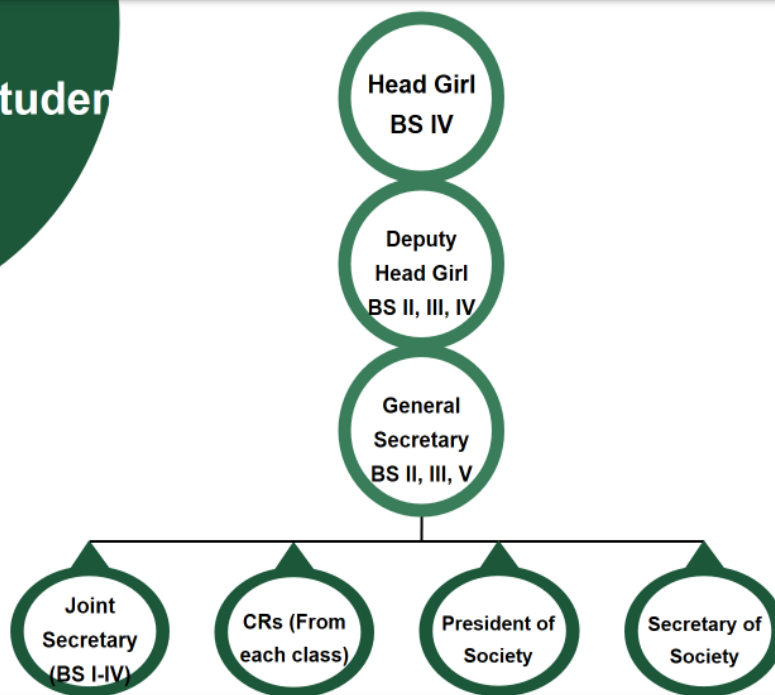 tuden
Head Girl
BS IV
Deputy
Head Girl
BS II, III, IV
General
Secretary
BS II, III, V
Joint
Secretary
(BS I-IV)
CRs (From
each class)
President of
Society
Secretary of
Society